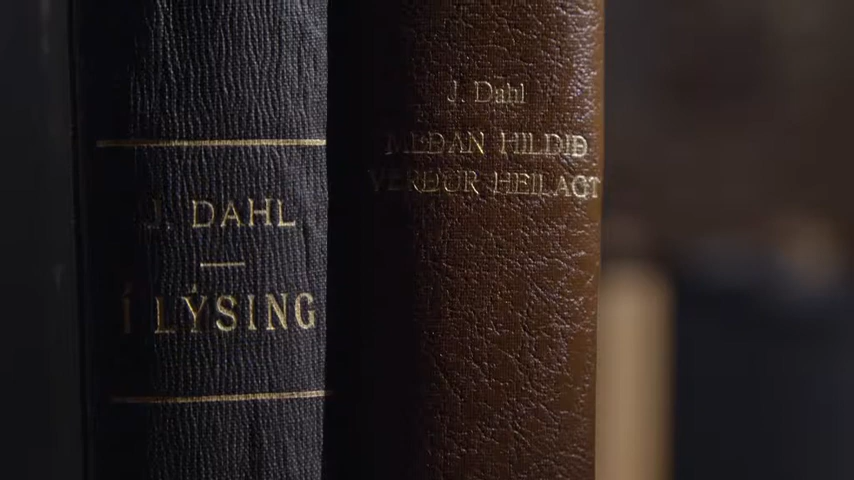 J. DAHL
Í LÝSING
J. Dahl
MEÐAN HILDIÐ
VERÐUR HEILAGT